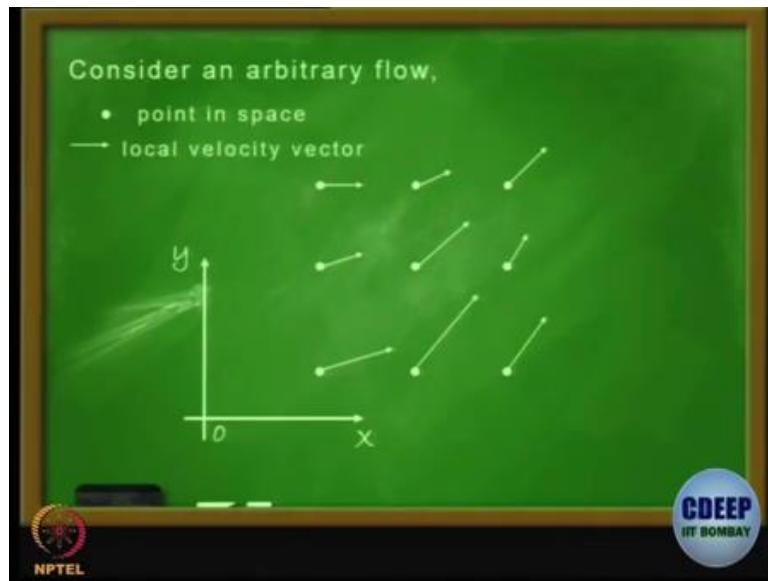 Consider an arbitrary flow,
• point in space
→ local velocity vector
y
O
X
NPTEL
CDEEP
IIT BOMBAY